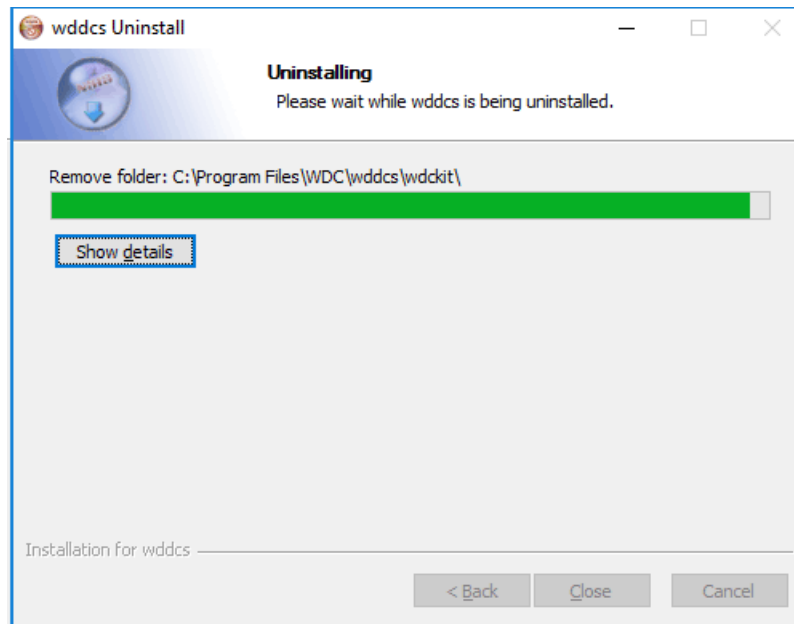 wddcs Uninstall
Uninstalling
Please wait while wddcs is being uninstalled.
Remove folder: C:\Program Files\WDC\wddcs\wdckit\
Show details
Installation for wddcs
< Back
Close
Cancel